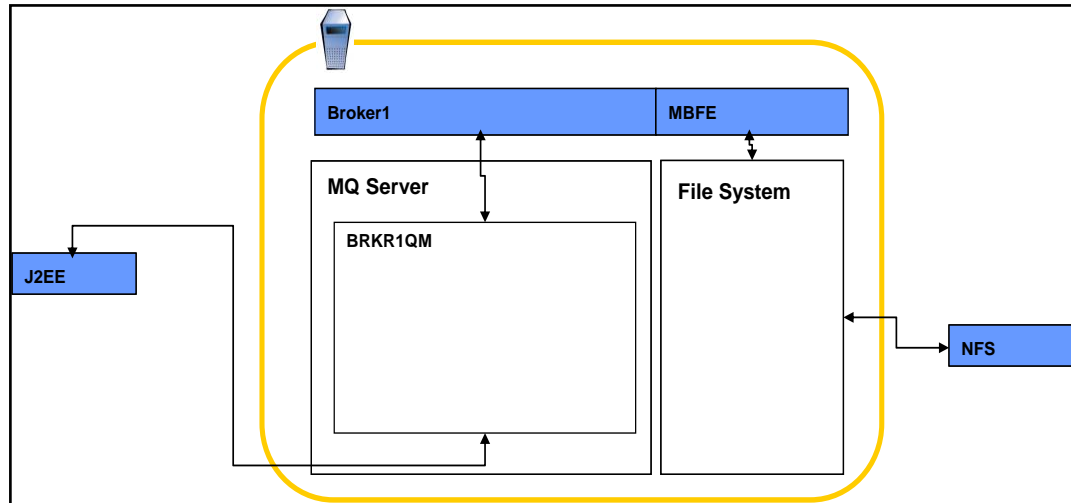 Broker1
MBFE
MQ Server
File System
BRKR1QM
J2EE
NFS